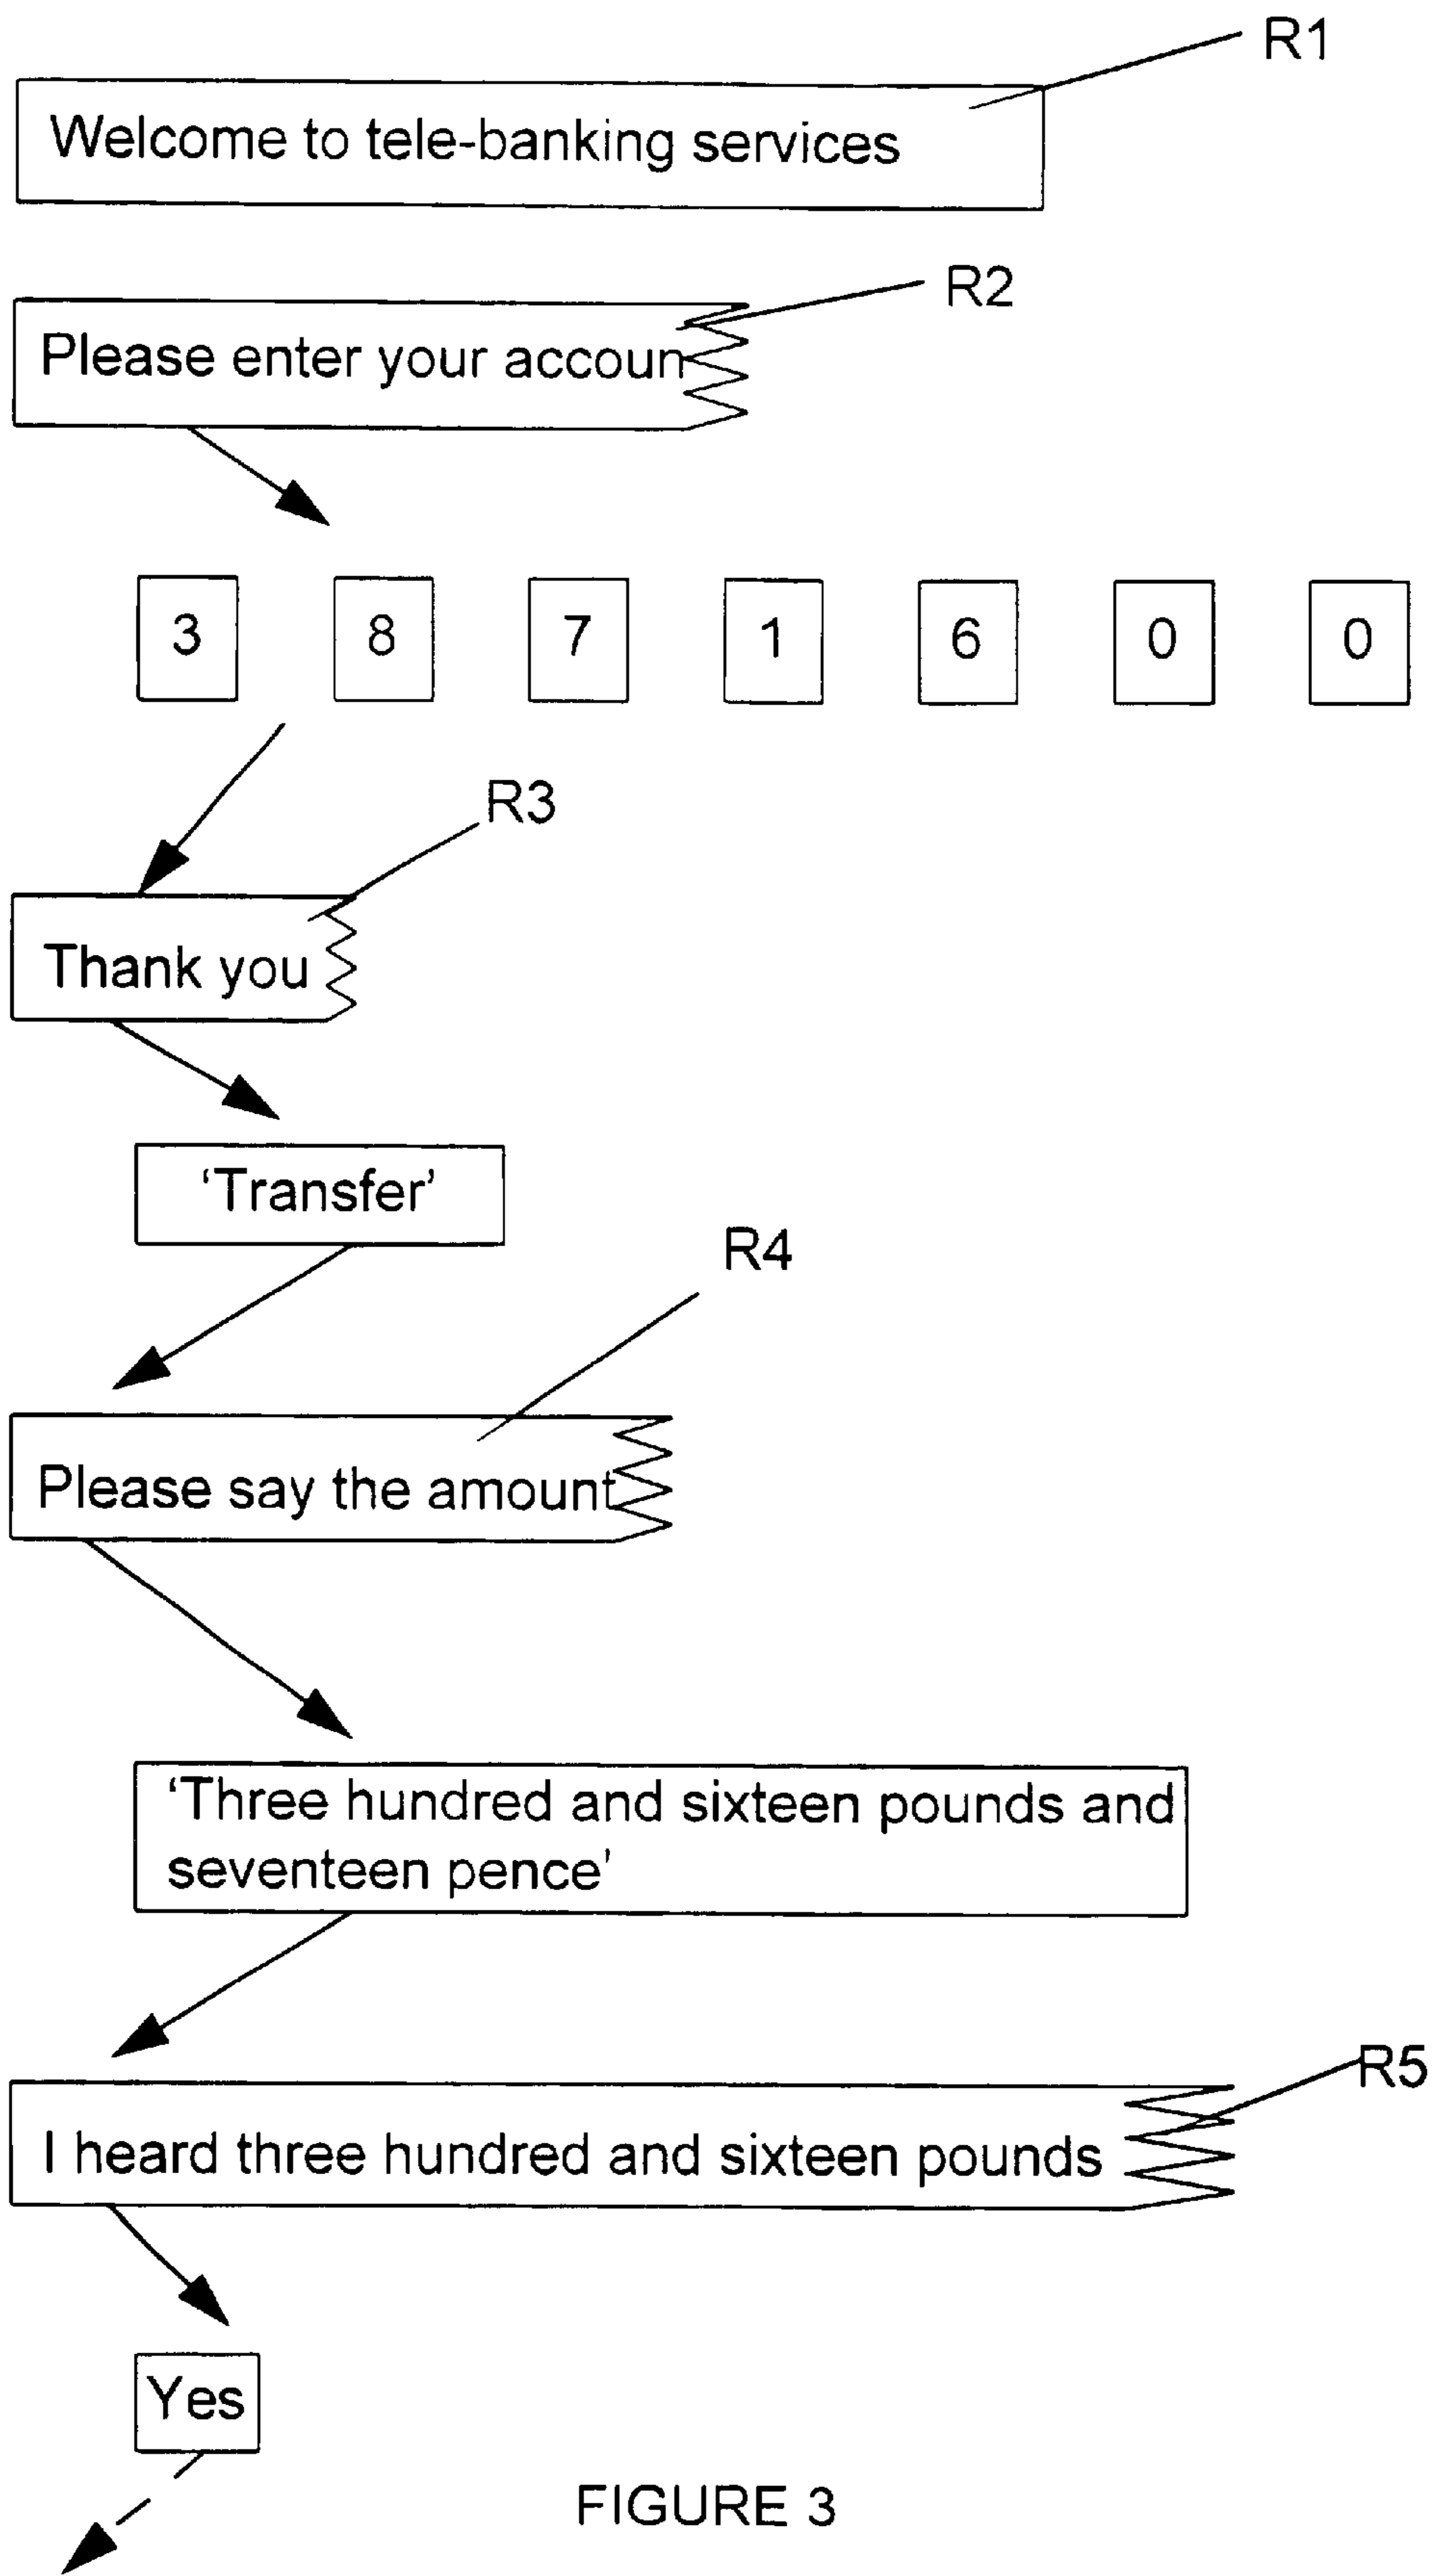 R1
Welcome to tele-banking services
R2
Please enter your accoun
3 8 7 1 6 0 0
R3
Thank you
‘Transfer’
R4
Please say the amount
‘Three hundred and sixteen pounds and
seventeen pence’
R5
I heard three hundred and sixteen pounds
Yes
FIGURE 3